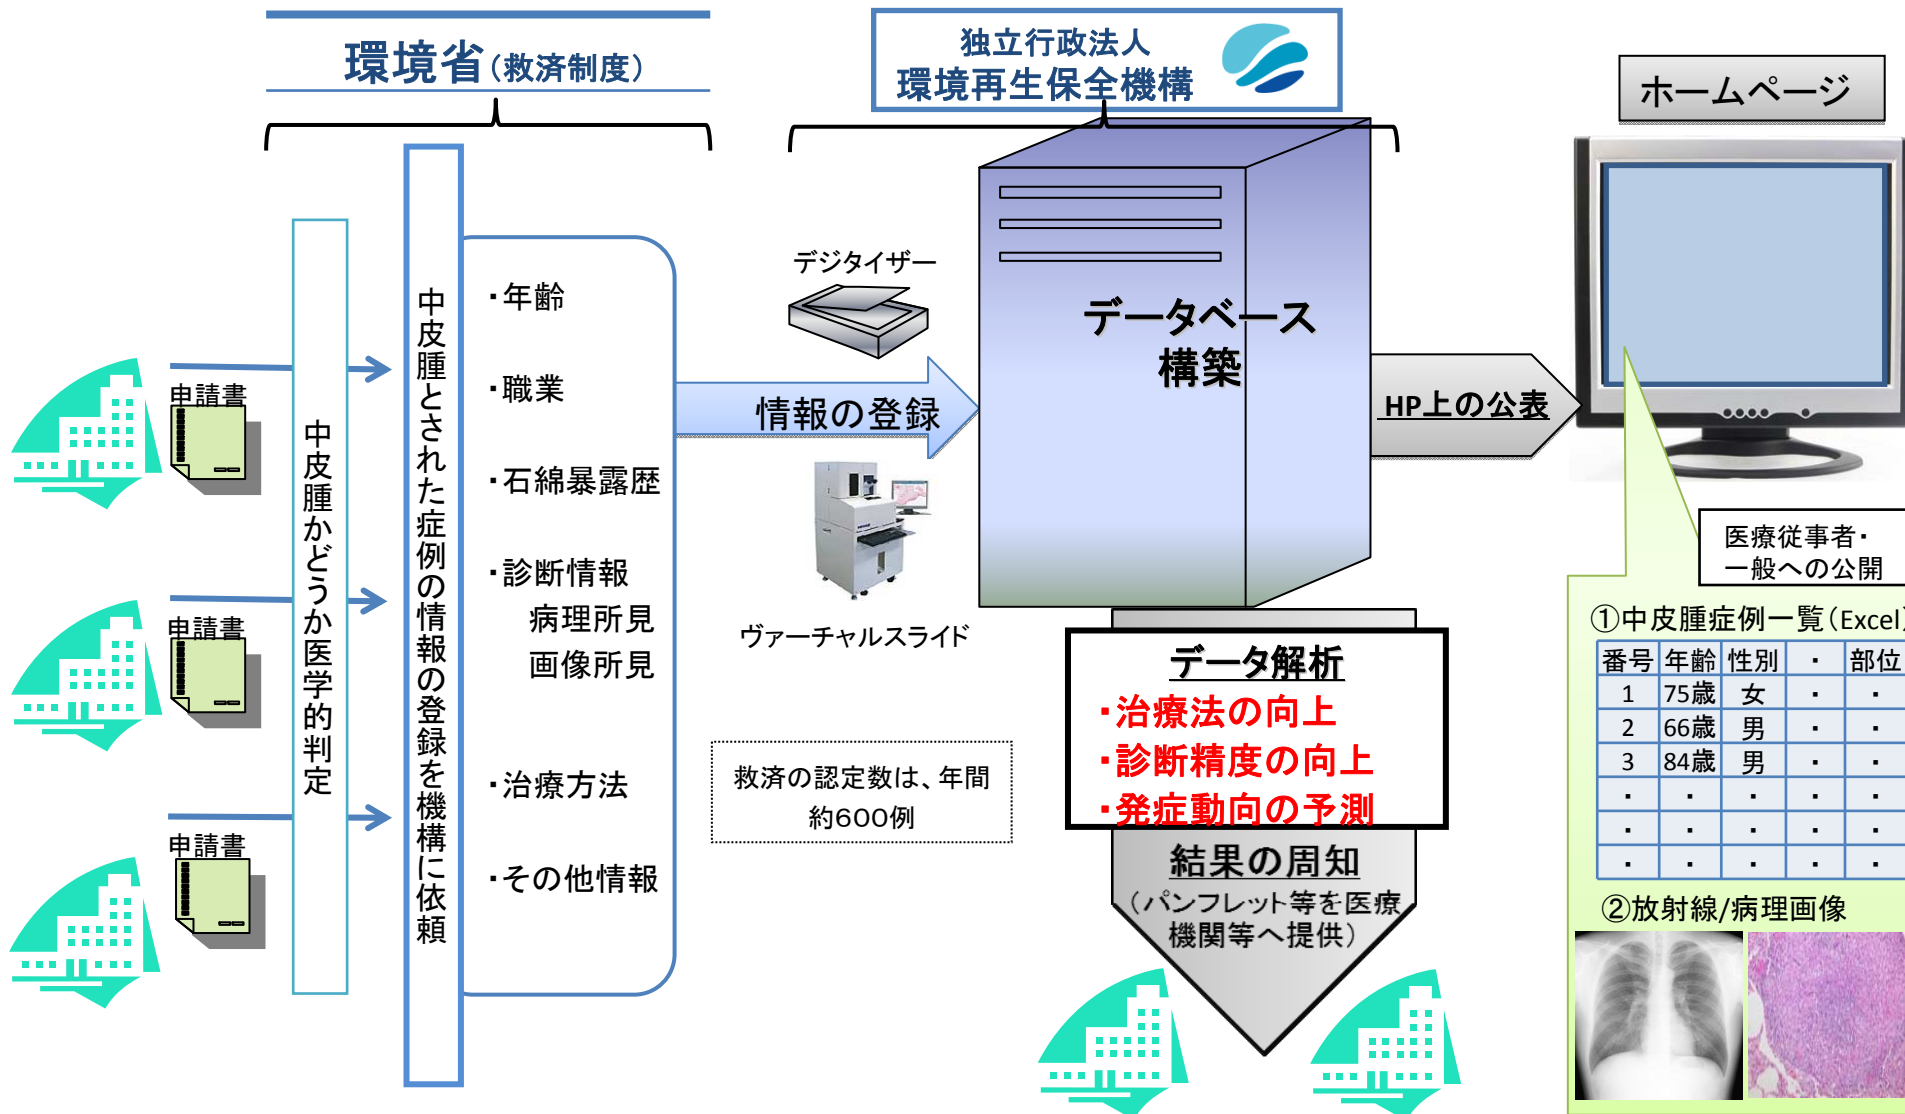 環境省(救済制度)
独立行政法人
環境再生保全機構
ホームページ
申請書
申請書
申請書
中皮腫かどうか医学的判定
中皮腫とされた症例の情報の登録を機構に依頼
・年齢
・職業
・石綿暴露歴
・診断情報
病理所見
画像所見
・治療方法
・その他情報
デジタイザー
情報の登録
ヴァーチャルスライド
救済の認定数は、年間
約600例
データベース
構築
HP上の公表
データ解析
・治療法の向上
・診断精度の向上
・発症動向の予測
結果の周知
(パンフレット等を医療
機関等へ提供)
医療従事者・
一般への公開
①中皮腫症例一覧(Excel)
番号 年齢 性別 ・ 部位
1 75歳 女 ・ ・
2 66歳 男 ・ ・
3 84歳 男 ・ ・
・ ・ ・ ・ ・
・ ・ ・ ・ ・
・ ・ ・ ・ ・
②放射線/病理画像